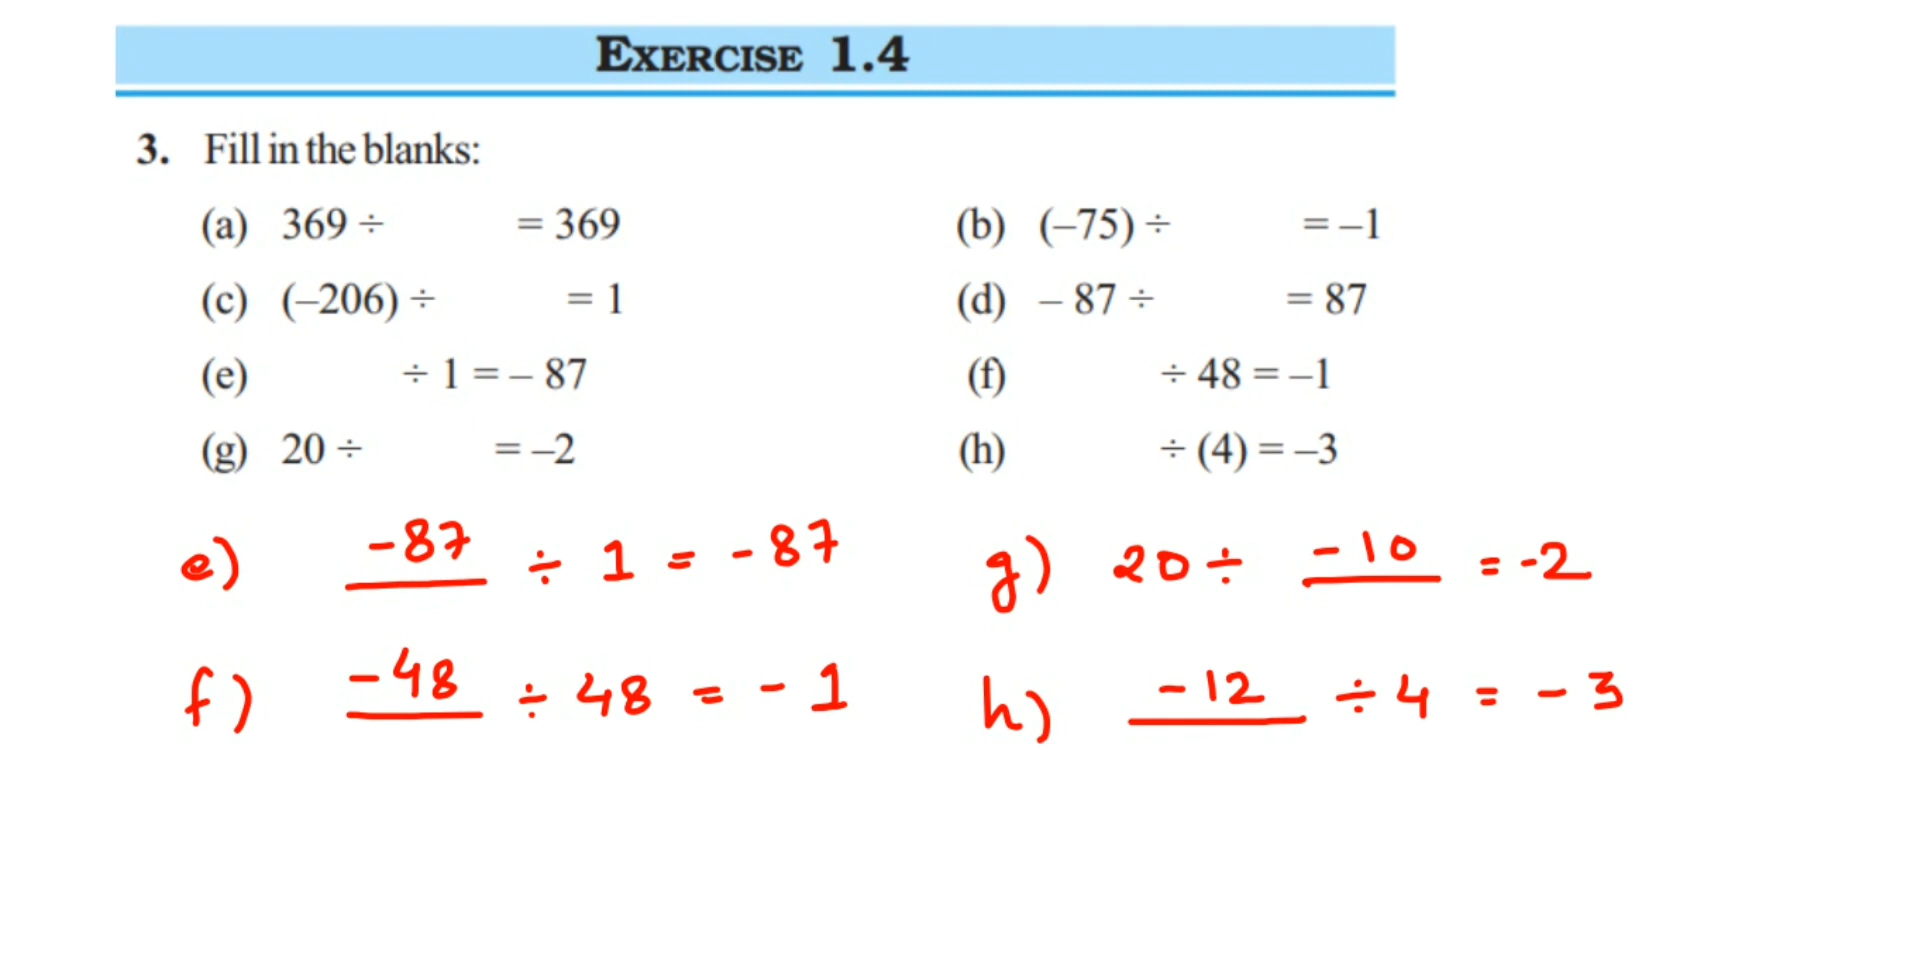 EXERCISE 1.4
3. Fill in the blanks:
(a) 369 ÷ = 369 (b) (–75) ÷ = –1
(c) (–206) ÷ = 1 (d) – 87 ÷ = 87
(e) ÷ 1 = – 87 (f) ÷ 48 = –1
(g) 20 ÷ = –2 (h) ÷ (4) = –3
e) -87 ÷ 1 = -87 g) 20 ÷ -10 = -2
f) -48 ÷ 48 = -1 h) -12 ÷ 4 = -3